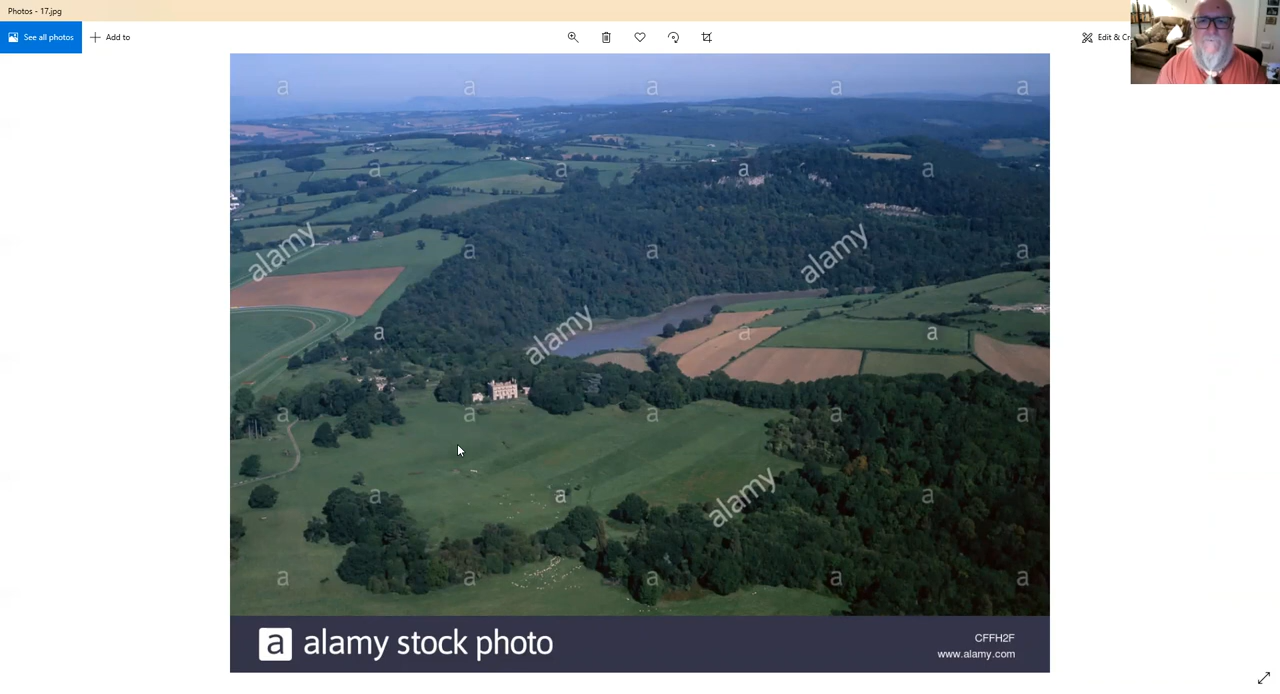 Photos - 17.jpg
See all photos
Add to
Edit & Cr
a a a a a
a a a a
alamy a a alamy a
a alamy a a
a a a a a
a a alamy a
a a a a a
a alamy stock photo
CFFH2F
www.alamy.com